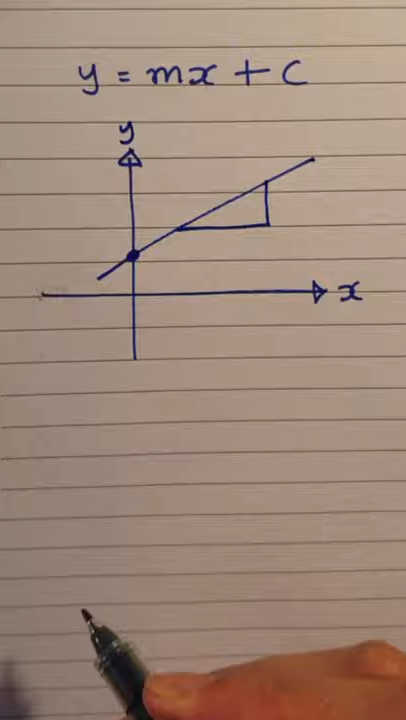 y = mx + c
y
x